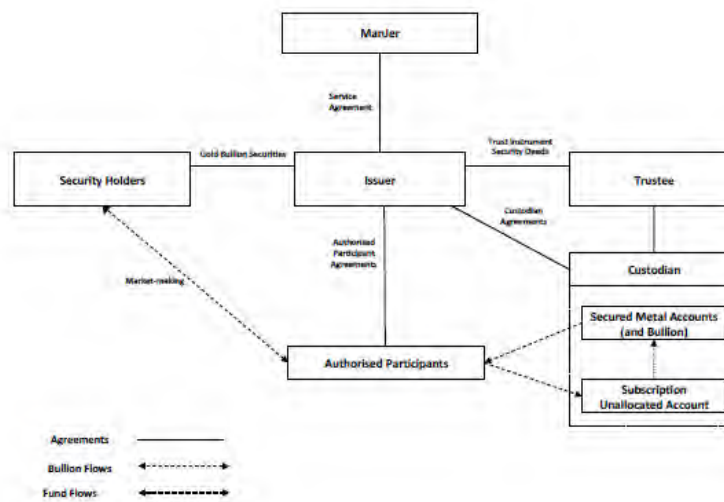 ManJer
Service
Agreement
Gold Bullion Securities
Trust Instrument
Security Deeds
Security Holders
Issuer
Trustee
Custodian
Agreements
Authorised
Participant
Agreements
Market-making
Custodian
Secured Metal Accounts
(and Bullion)
Authorised Participants
Subscription
Unallocated Account
Agreements
Bullion Flows
Fund Flows